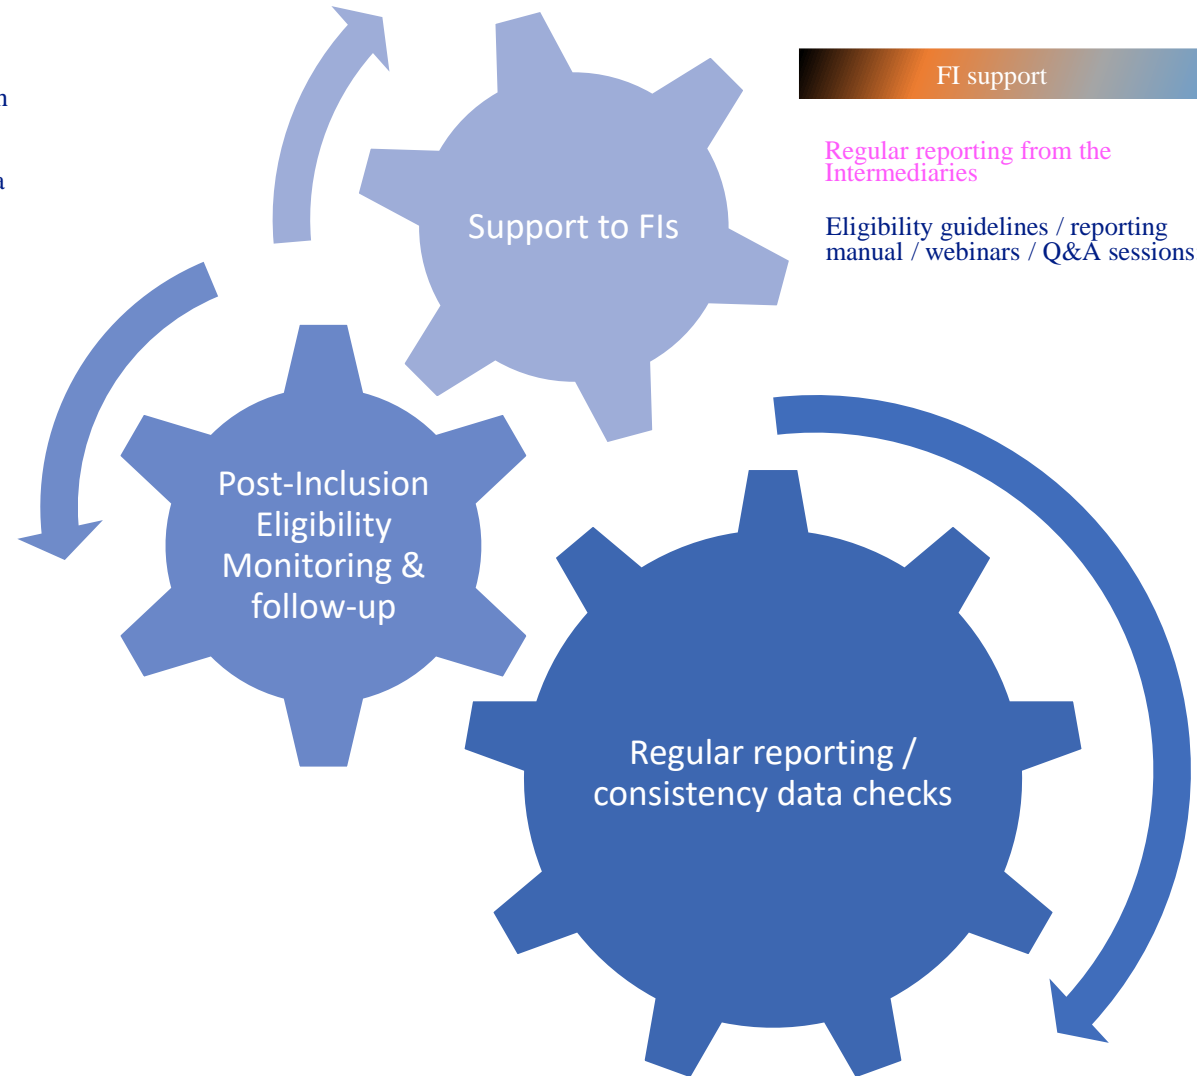 FI support
Regular reporting from the
Intermediaries
Eligibility guidelines / reporting
manual / webinars / Q&A sessions
Support to FIs
Post-Inclusion
Eligibility
Monitoring &
follow-up
Regular reporting /
consistency data checks